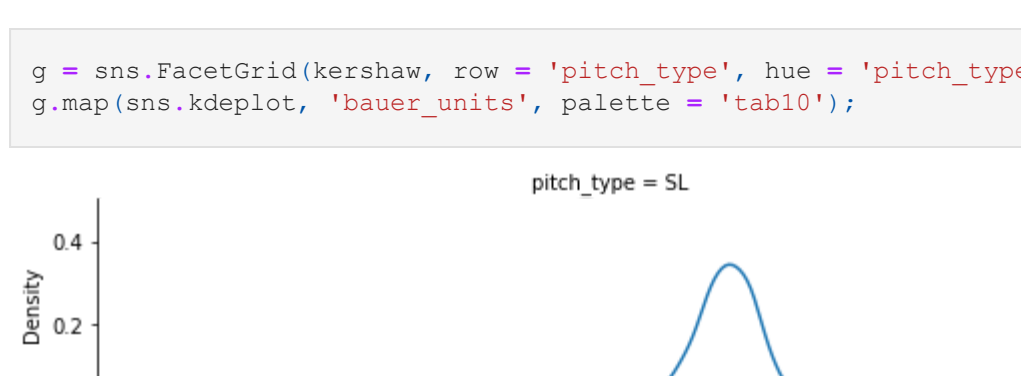 g = sns.FacetGrid(kershaw, row = 'pitch_type', hue = 'pitch_type
g.map(sns.kdeplot, 'bauer_units', palette = 'tab10');
pitch_type = SL
0.4
Density
0.2